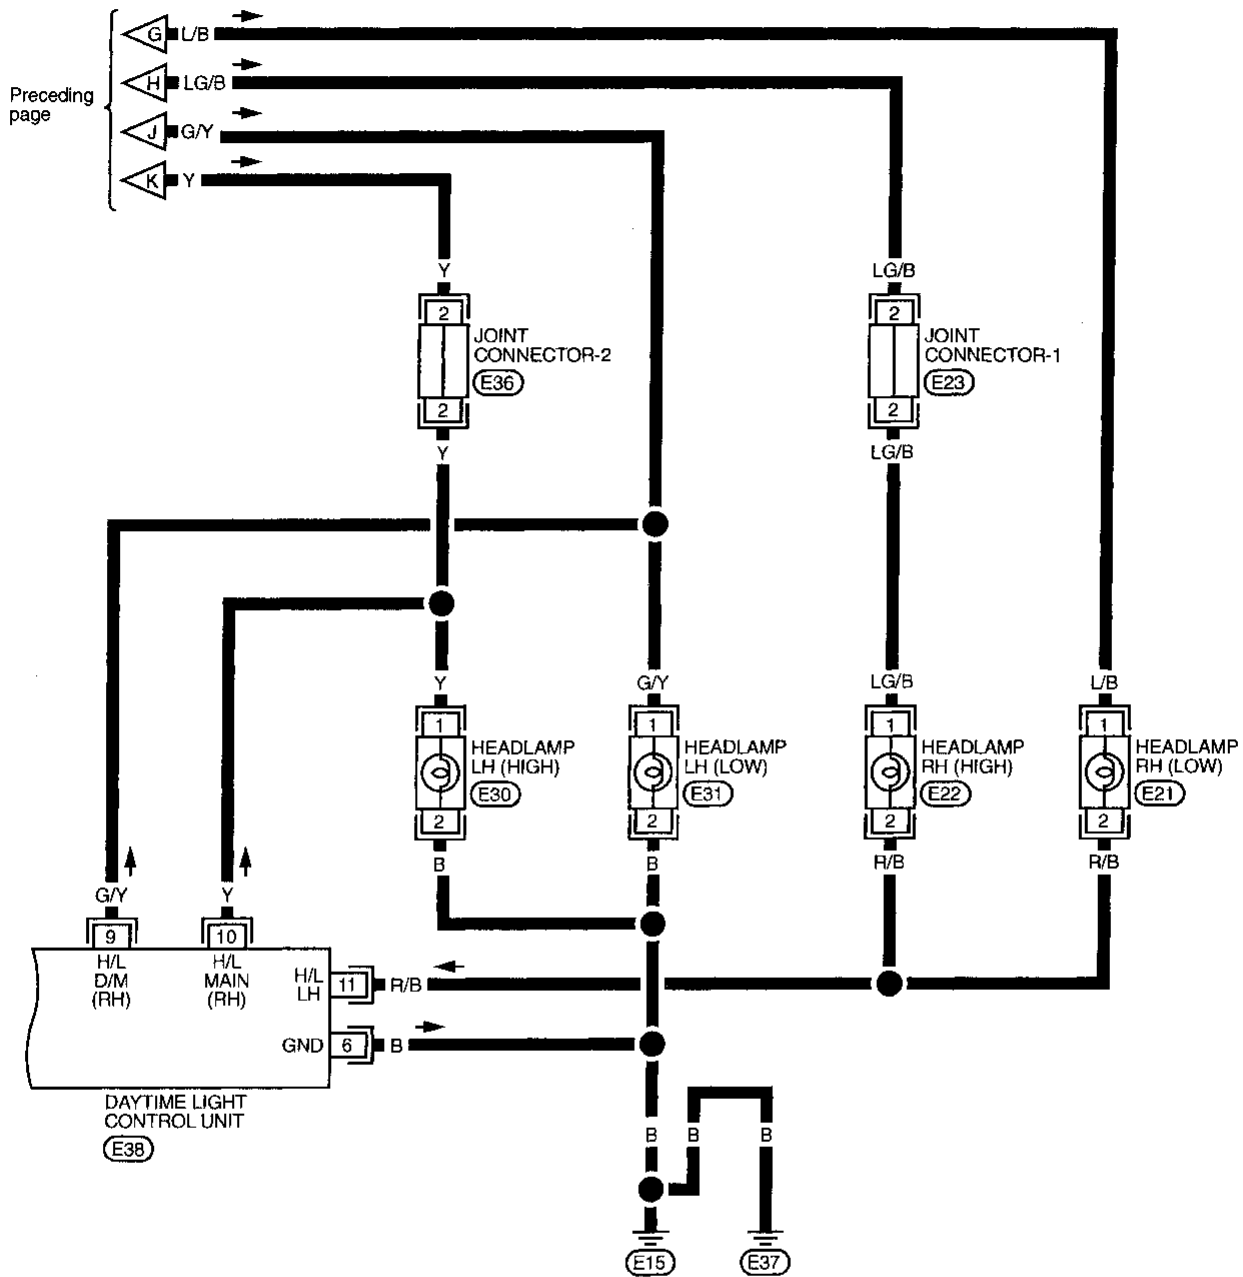 G L/B
H LG/B
Preceding
page
J G/Y
K Y
Y
LG/B
2
2
JOINT
CONNECTOR-2
E36
JOINT
CONNECTOR-1
E23
2
2
Y
LG/B
Y
G/Y
LG/B
L/B
1
1
1
1
HEADLAMP
LH (HIGH)
E30
HEADLAMP
LH (LOW)
E31
HEADLAMP
RH (HIGH)
E22
HEADLAMP
RH (LOW)
E21
2
2
2
2
B
B
R/B
R/B
G/Y
Y
9
10
H/L
D/M
(RH)
H/L
MAIN
(RH)
H/L
LH
11
R/B
GND
6
B
DAYTIME LIGHT
CONTROL UNIT
E38
B
B
B
E15
E37